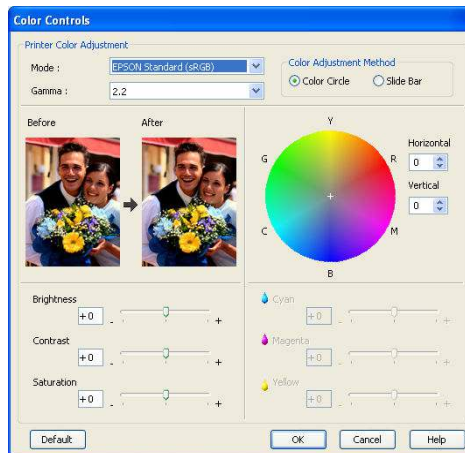 Color Controls
Printer Color Adjustment
Mode :
EPSON Standard (sRGB)
Gamma :
2.2
Color Adjustment Method
Color Circle
Slide Bar
Before
After
Y
G
R
C
M
B
Horizontal
0
Vertical
0
Brightness
+0
-
+
Contrast
+0
-
+
Saturation
+0
-
+
Cyan
+0
-
+
Magenta
+0
-
+
Yellow
+0
-
+
Default
OK
Cancel
Help